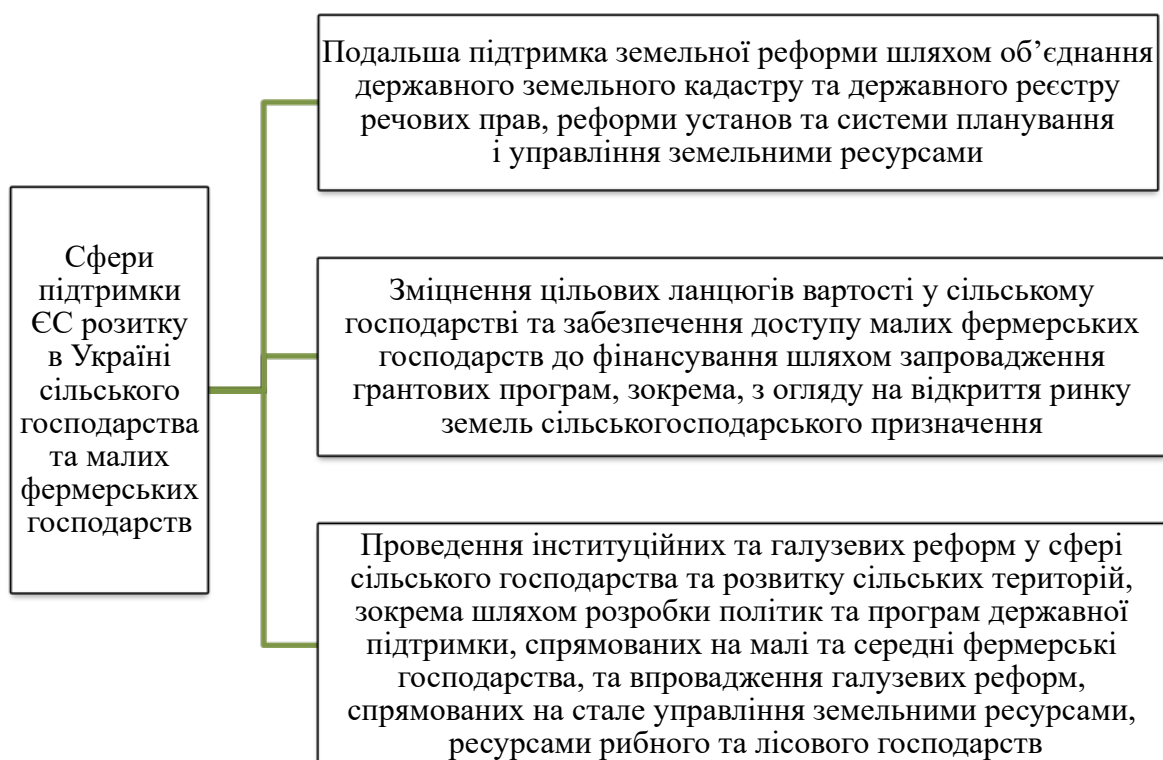 Сфери
підтримки
ЄС розитку
в Україні
сільського
господарства
та малих
фермерських
господарств
Подальша підтримка земельної реформи шляхом об’єднання
державного земельного кадастру та державного реєстру
речових прав, реформи установ та системи планування
і управління земельними ресурсами
Зміцнення цільових ланцюгів вартості у сільському
господарстві та забезпечення доступу малих фермерських
господарств до фінансування шляхом запровадження
грантових програм, зокрема, з огляду на відкриття ринку
земель сільськогосподарського призначення
Проведення інституційних та галузевих реформ у сфері
сільського господарства та розвитку сільських територій,
зокрема шляхом розробки політик та програм державної
підтримки, спрямованих на малі та середні фермерські
господарства, та впровадження галузевих реформ,
спрямованих на стале управління земельними ресурсами,
ресурсами рибного та лісового господарств